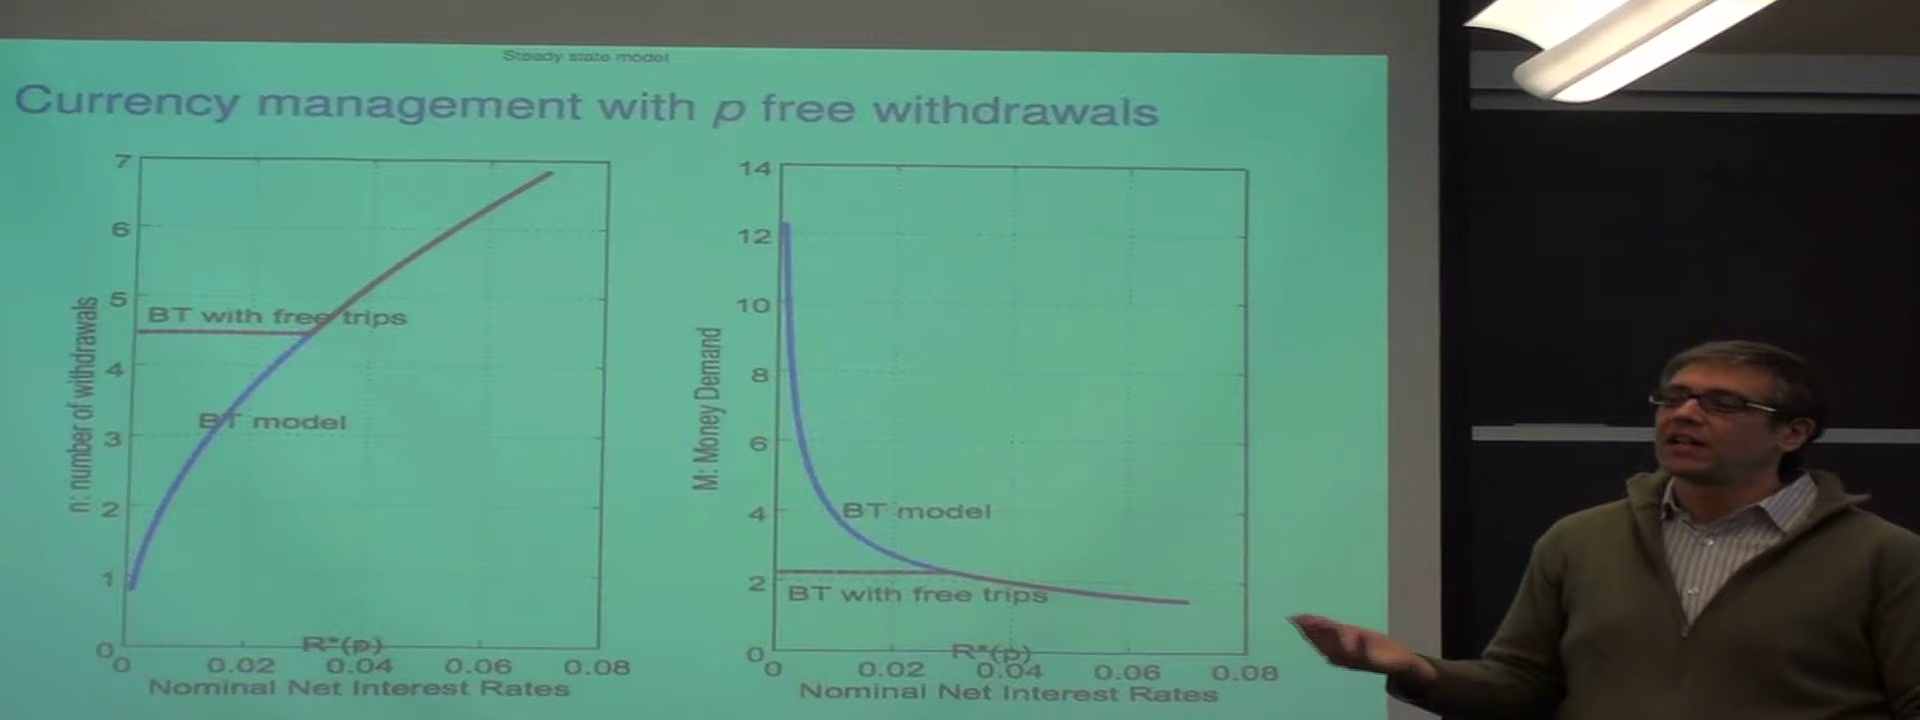 Steady state model
Currency management with p free withdrawals
7
6
5
4
3
2
1
0
n: number of withdrawals
BT with free trips
BT model
R*(p)
0
0.02
0.04
0.06
0.08
Nominal Net Interest Rates
14
12
10
8
6
4
2
0
M: Money Demand
BT model
BT with free trips
R*(p)
0
0.02
0.04
0.06
0.08
Nominal Net Interest Rates